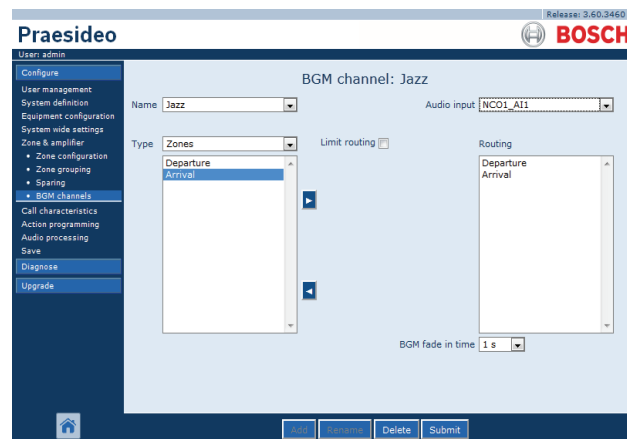 Release: 3.60.3460
Praesideo
BOSCH
User: admin
Configure
User management
System definition
Equipment configuration
System wide settings
Zone & amplifier
• Zone configuration
• Zone grouping
• Sparing
• BGM channels
Call characteristics
Action programming
Audio processing
Save
Diagnose
Upgrade
BGM channel: Jazz
Name Jazz
Audio input NCO1_AI1
Type Zones
Limit routing
Routing
Departure
Arrival
Departure
Arrival
BGM fade in time 1 s
Add Rename Delete Submit